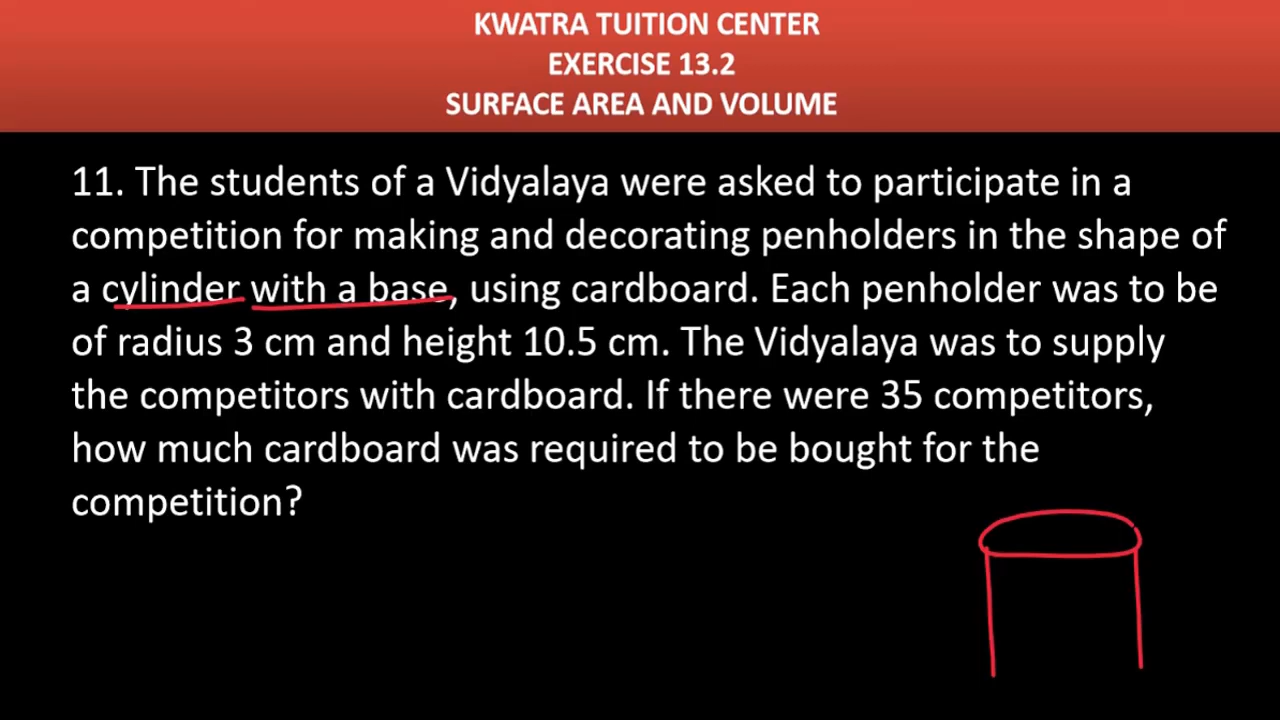 KWATRA TUITION CENTER
EXERCISE 13.2
SURFACE AREA AND VOLUME
11. The students of a Vidyalaya were asked to participate in a
competition for making and decorating penholders in the shape of
a cylinder with a base, using cardboard. Each penholder was to be
of radius 3 cm and height 10.5 cm. The Vidyalaya was to supply
the competitors with cardboard. If there were 35 competitors,
how much cardboard was required to be bought for the
competition?